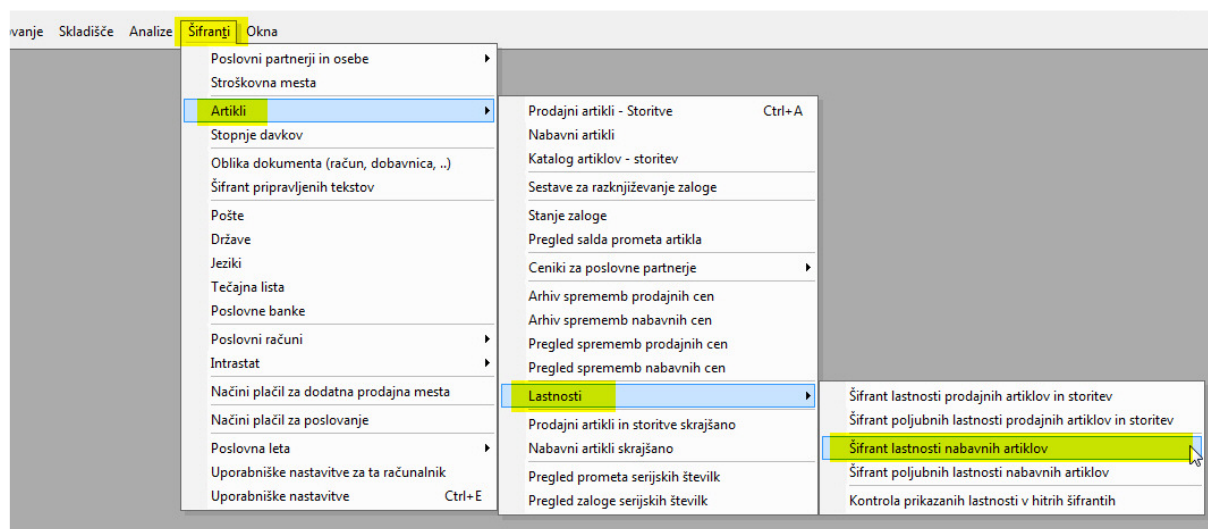 vanje Skladišče Analize Šifranti Okna
Poslovni partnerji in osebe
Stroškovna mesta
Artikli
Stopnje davkov
Oblika dokumenta (račun, dobavnica, ..)
Šifrant pripravljenih tekstov
Pošte
Države
Jeziki
Tečajna lista
Poslovne banke
Poslovni računi
Intrastat
Načini plačil za dodatna prodajna mesta
Načini plačil za poslovanje
Poslovna leta
Uporabniške nastavitve za ta računalnik
Uporabniške nastavitve Ctrl+E
Prodajni artikli - Storitve Ctrl+A
Nabavni artikli
Katalog artiklov - storitev
Sestave za razknjiževanje zaloge
Stanje zaloge
Pregled salda prometa artikla
Ceniki za poslovne partnerje
Arhiv sprememb prodajnih cen
Arhiv sprememb nabavnih cen
Pregled sprememb prodajnih cen
Pregled sprememb nabavnih cen
Lastnosti
Prodajni artikli in storitve skrajšano
Nabavni artikli skrajšano
Pregled prometa serijskih številk
Pregled zaloge serijskih številk
Šifrant lastnosti prodajnih artiklov in storitev
Šifrant poljubnih lastnosti prodajnih artiklov in storitev
Šifrant lastnosti nabavnih artiklov
Šifrant poljubnih lastnosti nabavnih artiklov
Kontrola prikazanih lastnosti v hitrih šifrantih